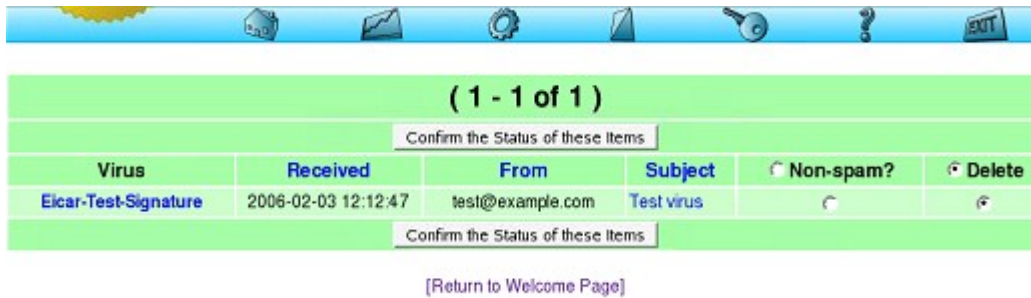 EXIT
( 1 - 1 of 1 )
Confirm the Status of these Items
Virus Received From Subject Non-spam? Delete
Eicar-Test-Signature 2006-02-03 12:12:47 test@example.com Test virus
Confirm the Status of these Items
[Return to Welcome Page]